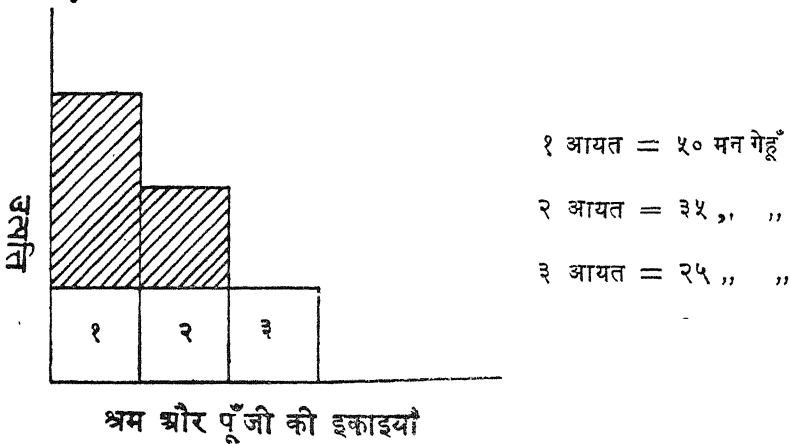 १ आयत = ५० मन गेहूँ
२ आयत = ३५ ,, ,,
३ आयत = २५ ,, ,,
उत्पत्ति
१ २ ३
श्रम और पूँजी की इकाइयाँ